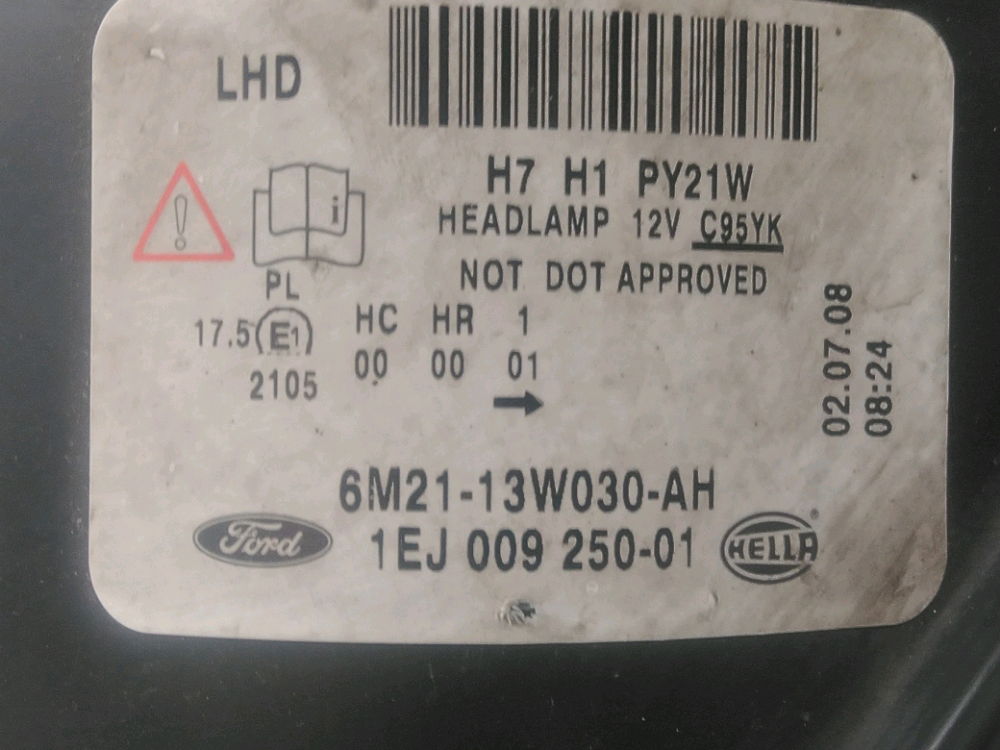 LHD
H7 H1 PY21W
HEADLAMP 12V C95YK
i
NOT DOT APPROVED
PL
17.5 E1 HC HR 1
2105 00 00 01
02.07.08
08:24
6M21-13W030-AH
Ford 1EJ 009 250-01 HELLA®